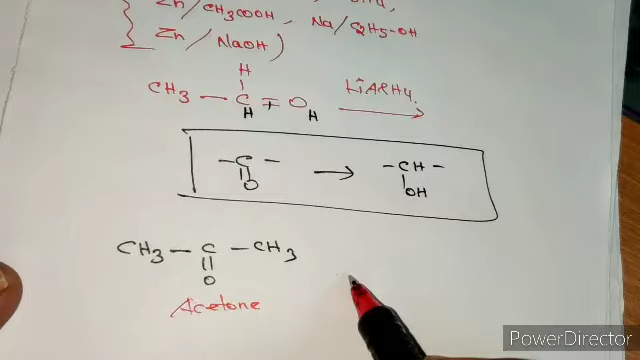 Zn/CH3COOH, Na/C2H5-OH
Zn/NaOH)
H
CH3 - C = O LiAlH4
H H
- C - → - CH -
O OH
CH3 - C - CH3
O
Acetone
PowerDirector